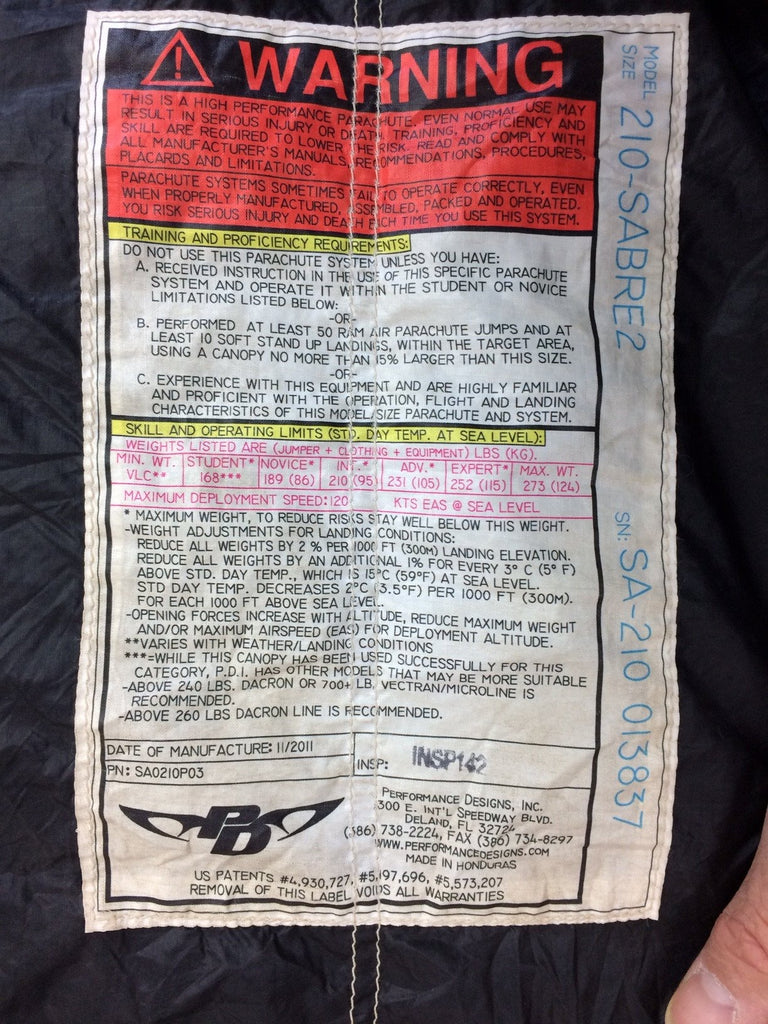 WARNING
THIS IS A HIGH PERFORMANCE PARACHUTE. EVEN NORMAL USE MAY
RESULT IN SERIOUS INJURY OR DEATH. TRAINING, PROFICIENCY AND
SKILL ARE REQUIRED TO LOWER THE RISK. READ AND COMPLY WITH
ALL MANUFACTURER'S MANUALS, RECOMMENDATIONS, PROCEDURES,
PLACARDS AND LIMITATIONS.
PARACHUTE SYSTEMS SOMETIMES FAIL TO OPERATE CORRECTLY, EVEN
WHEN PROPERLY MANUFACTURED, ASSEMBLED, PACKED AND OPERATED.
YOU RISK SERIOUS INJURY AND DEATH EACH TIME YOU USE THIS SYSTEM.
TRAINING AND PROFICIENCY REQUIREMENTS:
DO NOT USE THIS PARACHUTE SYSTEM UNLESS YOU HAVE:
A. RECEIVED INSTRUCTION IN THE USE OF THIS SPECIFIC PARACHUTE
SYSTEM AND OPERATE IT WITHIN THE STUDENT OR NOVICE
LIMITATIONS LISTED BELOW:
-OR-
B. PERFORMED AT LEAST 50 RAM AIR PARACHUTE JUMPS AND AT
LEAST 10 SOFT STAND UP LANDINGS, WITHIN THE TARGET AREA,
USING A CANOPY NO MORE THAN 15% LARGER THAN THIS SIZE.
-OR-
C. EXPERIENCE WITH THIS EQUIPMENT AND ARE HIGHLY FAMILIAR
AND PROFICIENT WITH THE OPERATION, FLIGHT AND LANDING
CHARACTERISTICS OF THIS MODEL/SIZE PARACHUTE AND SYSTEM.
SKILL AND OPERATING LIMITS (STD. DAY TEMP. AT SEA LEVEL):
WEIGHTS LISTED ARE (JUMPER + CLOTHING + EQUIPMENT) LBS (KG).
MIN. WT. STUDENT* NOVICE* INT.* ADV.* EXPERT* MAX. WT.
VLC** 168*** 189 (86) 210 (95) 231 (105) 252 (115) 273 (124)
MAXIMUM DEPLOYMENT SPEED: 120 KTS EAS @ SEA LEVEL
* MAXIMUM WEIGHT, TO REDUCE RISKS STAY WELL BELOW THIS WEIGHT.
-WEIGHT ADJUSTMENTS FOR LANDING CONDITIONS:
REDUCE ALL WEIGHTS BY 2 % PER 1000 FT (300M) LANDING ELEVATION.
REDUCE ALL WEIGHTS BY AN ADDITIONAL 1% FOR EVERY 3° C (5° F)
ABOVE STD. DAY TEMP., WHICH IS 15°C (59°F) AT SEA LEVEL.
STD DAY TEMP. DECREASES 2°C (3.5°F) PER 1000 FT (300M).
FOR EACH 1000 FT ABOVE SEA LEVEL.
-OPENING FORCES INCREASE WITH ALTITUDE, REDUCE MAXIMUM WEIGHT
AND/OR MAXIMUM AIRSPEED (EAS) FOR DEPLOYMENT ALTITUDE.
**VARIES WITH WEATHER/LANDING CONDITIONS
***=WHILE THIS CANOPY HAS BEEN USED SUCCESSFULLY FOR THIS
CATEGORY, P.D.I. HAS OTHER MODELS THAT MAY BE MORE SUITABLE
-ABOVE 240 LBS. DACRON OR 700+ LB. VECTRAN/MICROLINE IS
RECOMMENDED.
-ABOVE 260 LBS DACRON LINE IS RECOMMENDED.
DATE OF MANUFACTURE: 11/2011
PN: SA0210P03
INSP: INSP142
PD
PERFORMANCE DESIGNS, INC.
300 E. INT'L SPEEDWAY BLVD.
DELAND, FL 32724
(386) 738-2224, FAX (386) 734-8297
WWW.PERFORMANCEDESIGNS.COM
MADE IN HONDURAS
US PATENTS #4,930,727, #5,197,696, #5,573,207
REMOVAL OF THIS LABEL VOIDS ALL WARRANTIES
MODEL
SIZE 210-SABRE2
SN: SA-210 013837